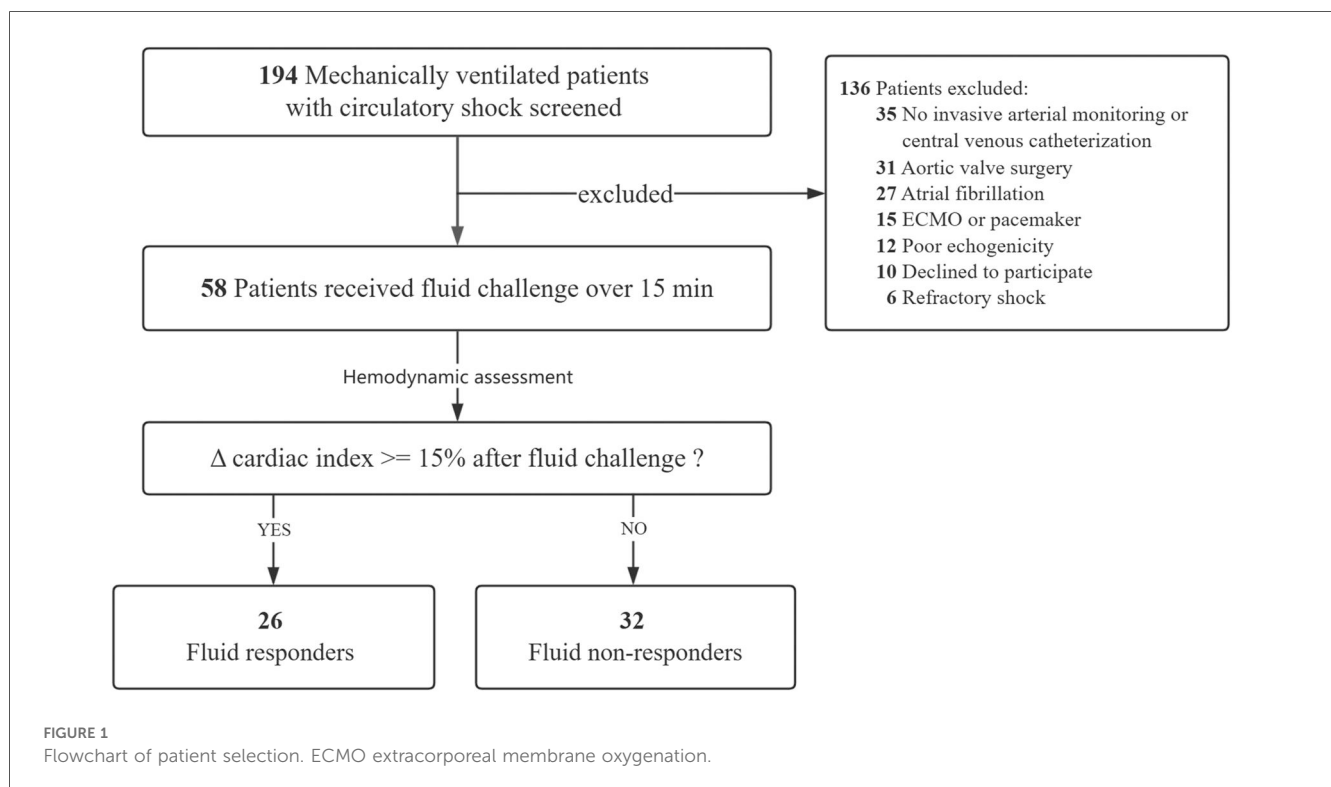 194 Mechanically ventilated patients
with circulatory shock screened
136 Patients excluded:
35 No invasive arterial monitoring or
central venous catheterization
31 Aortic valve surgery
27 Atrial fibrillation
15 ECMO or pacemaker
12 Poor echogenicity
10 Declined to participate
6 Refractory shock
excluded
58 Patients received fluid challenge over 15 min
Hemodynamic assessment
Δ cardiac index >= 15% after fluid challenge ?
YES
NO
26
Fluid responders
32
Fluid non-responders
FIGURE 1
Flowchart of patient selection. ECMO extracorporeal membrane oxygenation.